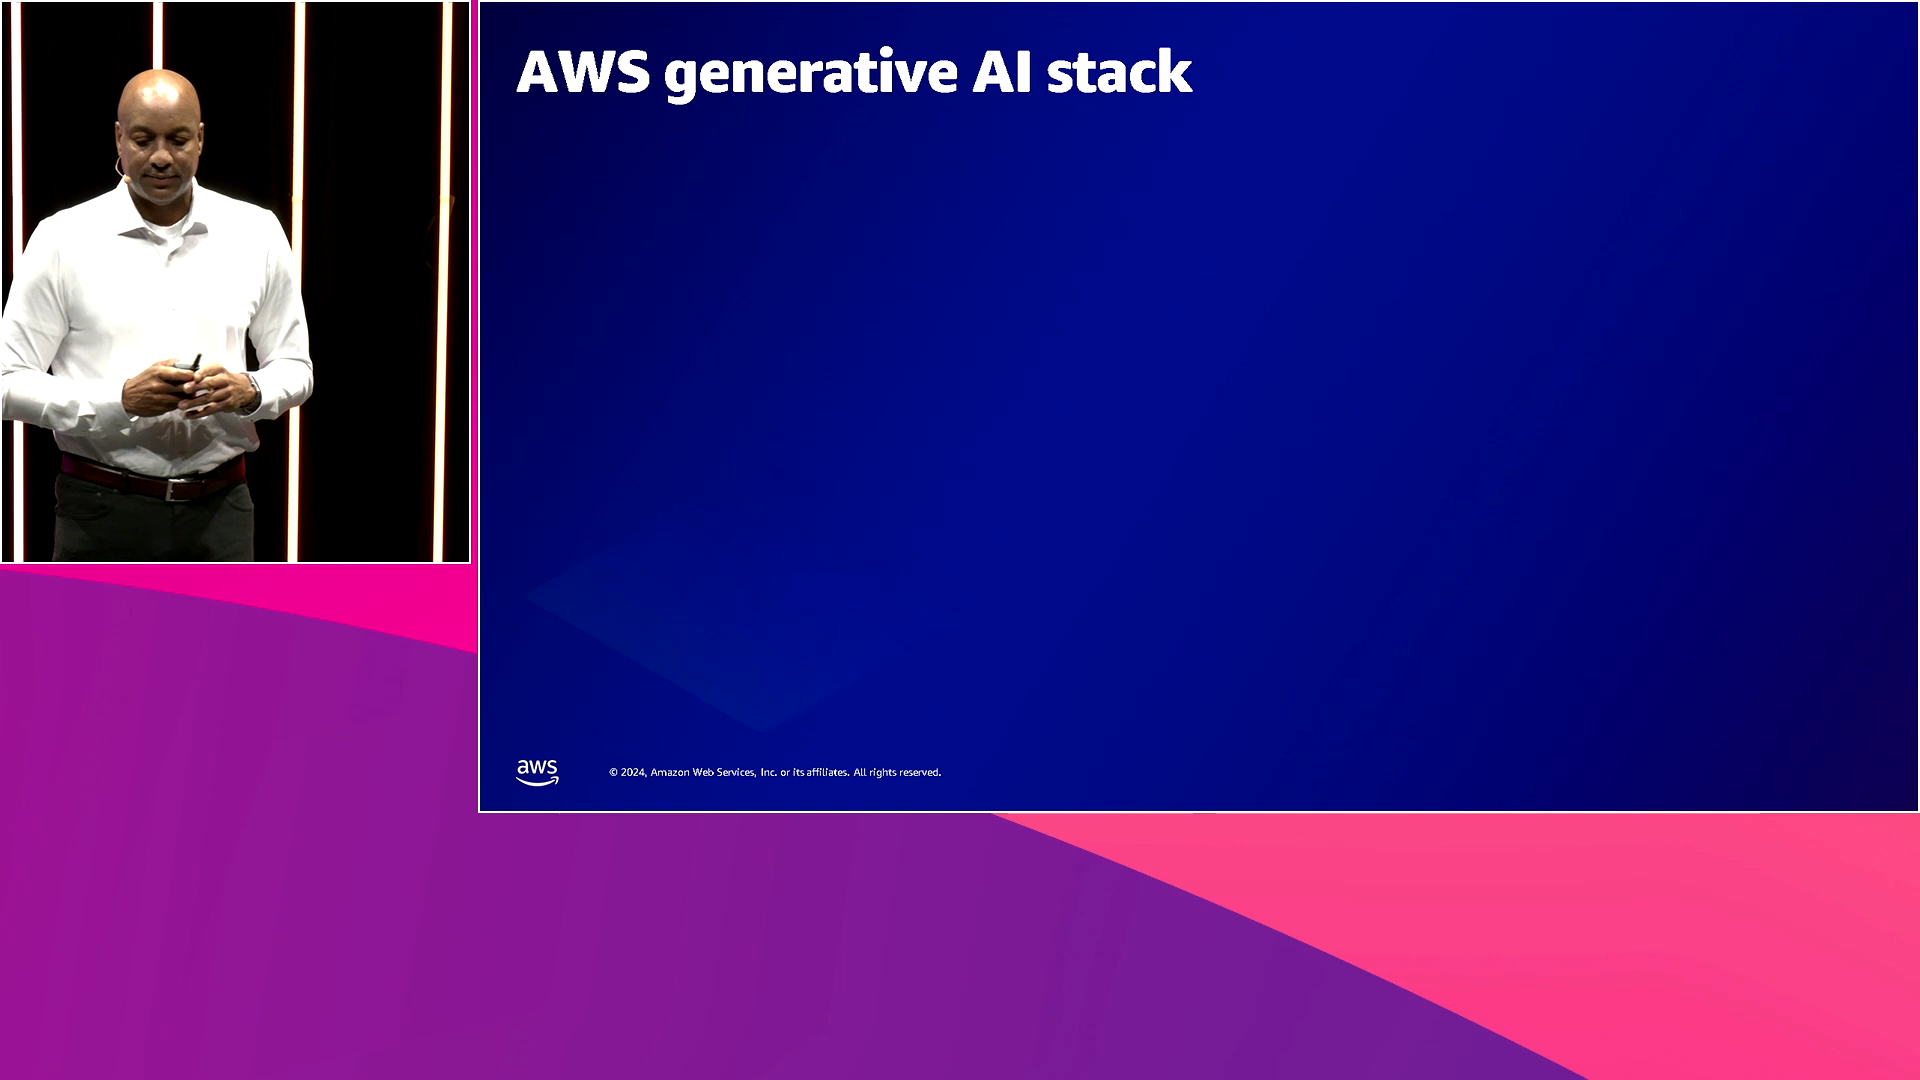 AWS generative AI stack
aws
© 2024, Amazon Web Services, Inc. or its affiliates. All rights reserved.